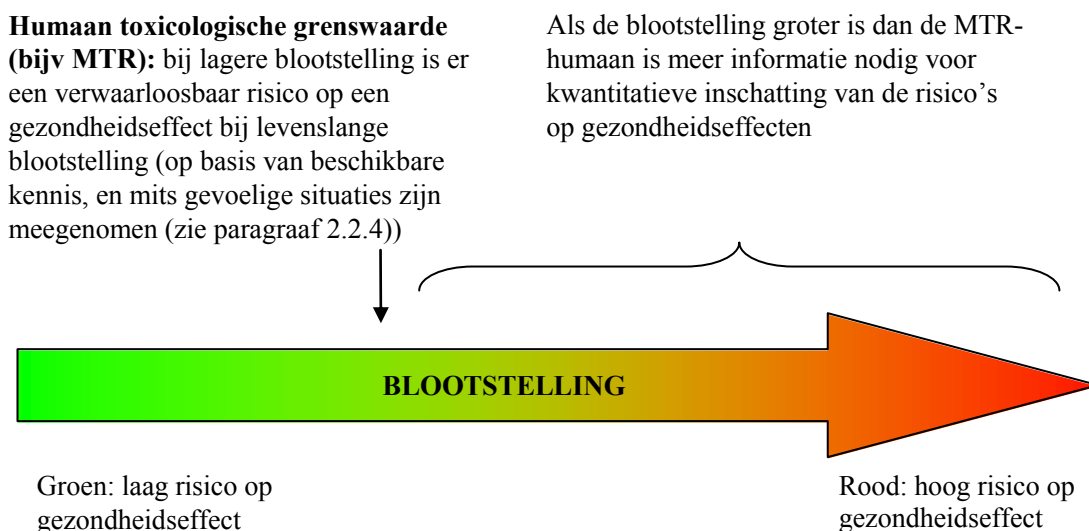 Humaan toxicologische grenswaarde
(bijv MTR): bij lagere blootstelling is er
een verwaarloosbaar risico op een
gezondheidseffect bij levenslange
blootstelling (op basis van beschikbare
kennis, en mits gevoelige situaties zijn
meegenomen (zie paragraaf 2.2.4))
Als de blootstelling groter is dan de MTR-
humaan is meer informatie nodig voor
kwantitatieve inschatting van de risico's
op gezondheidseffecten
BLOOTSTELLING
Groen: laag risico op
gezondheidseffect
Rood: hoog risico op
gezondheidseffect